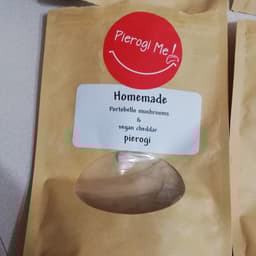 Pierogi Me!
Homemade
Portobello mushrooms
&
vegan cheddar
pierogi